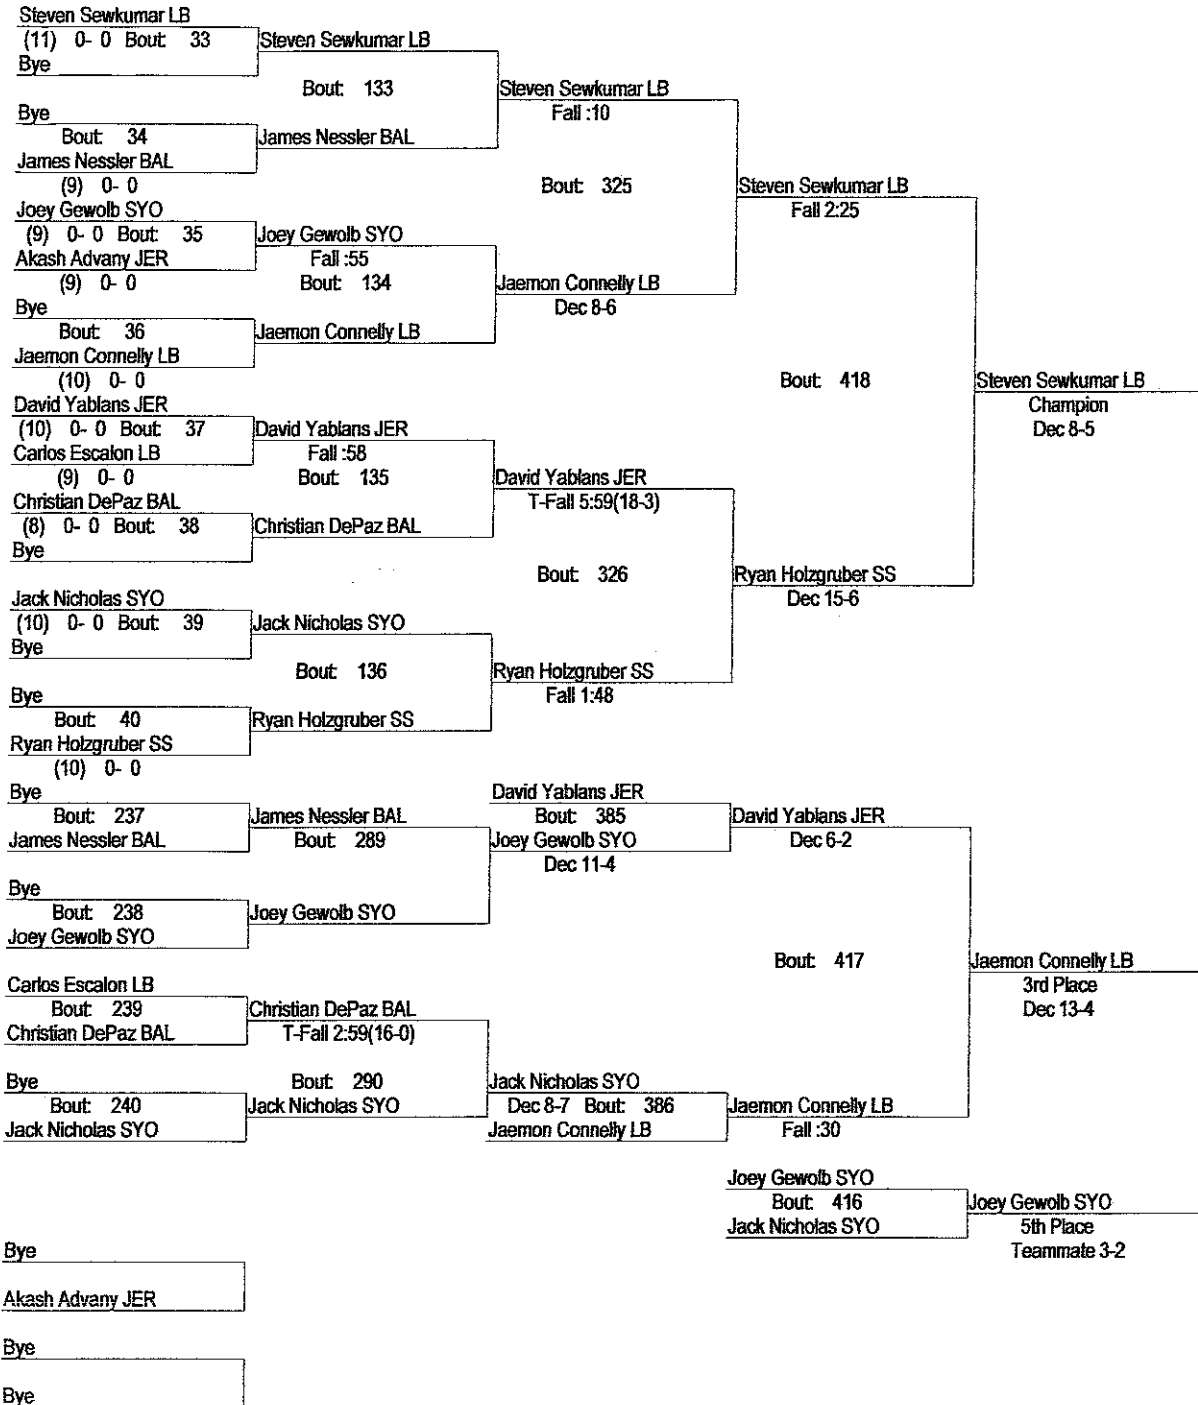 Steven Sewkumar LB
(11) 0- 0 Bout: 33
Steven Sewkumar LB
Bye
Bout: 133
Steven Sewkumar LB
Fall :10
Bye
Bout: 34
James Nessler BAL
James Nessler BAL
(9) 0- 0
Bout: 325
Steven Sewkumar LB
Fall 2:25
Joey Gewolb SYO
(9) 0- 0 Bout: 35
Joey Gewolb SYO
Akash Advany JER
Fall :55
(9) 0- 0
Bout: 134
Jaemon Connelly LB
Dec 8-6
Bye
Bout: 36
Jaemon Connelly LB
Jaemon Connelly LB
(10) 0- 0
Bout: 418
Steven Sewkumar LB
Champion
Dec 8-5
David Yablans JER
(10) 0- 0 Bout: 37
David Yablans JER
Carlos Escalon LB
Fall :58
(9) 0- 0
Bout: 135
David Yablans JER
T-Fall 5:59(18-3)
Christian DePaz BAL
(8) 0- 0 Bout: 38
Christian DePaz BAL
Bye
Bout: 326
Ryan Holzgruber SS
Dec 15-6
Jack Nicholas SYO
(10) 0- 0 Bout: 39
Jack Nicholas SYO
Bye
Bout: 136
Ryan Holzgruber SS
Fall 1:48
Bye
Bout: 40
Ryan Holzgruber SS
Ryan Holzgruber SS
(10) 0- 0
Bye
Bout: 237
James Nessler BAL
James Nessler BAL
Bout: 289
David Yablans JER
Bout: 385
David Yablans JER
Joey Gewolb SYO
Dec 6-2
Dec 11-4
Bye
Bout: 238
Joey Gewolb SYO
Joey Gewolb SYO
Bout: 417
Jaemon Connelly LB
3rd Place
Dec 13-4
Carlos Escalon LB
Bout: 239
Christian DePaz BAL
Christian DePaz BAL
T-Fall 2:59(16-0)
Bye
Bout: 290
Jack Nicholas SYO
Bout: 240
Jack Nicholas SYO
Dec 8-7 Bout: 386
Jaemon Connelly LB
Jack Nicholas SYO
Jaemon Connelly LB
Fall :30
Joey Gewolb SYO
Bout: 416
Joey Gewolb SYO
Jack Nicholas SYO
5th Place
Teammate 3-2
Bye
Akash Advany JER
Bye
Bye